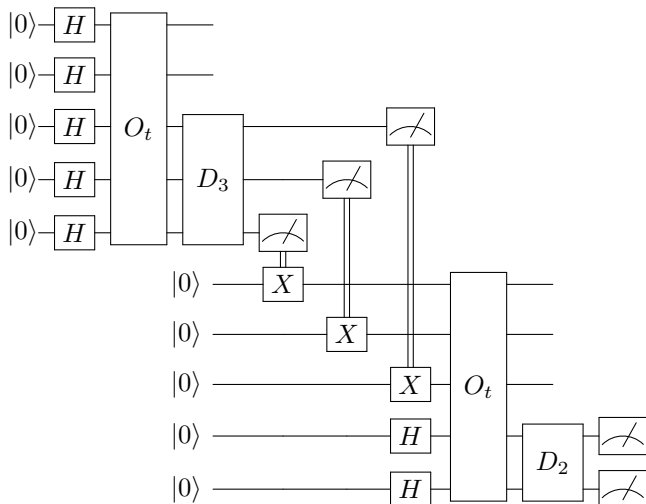 |0⟩ H
|0⟩ H
|0⟩ H O_t
|0⟩ H D_3
|0⟩ H
|0⟩ X
|0⟩ X
|0⟩ X O_t
|0⟩ H
|0⟩ H D_2